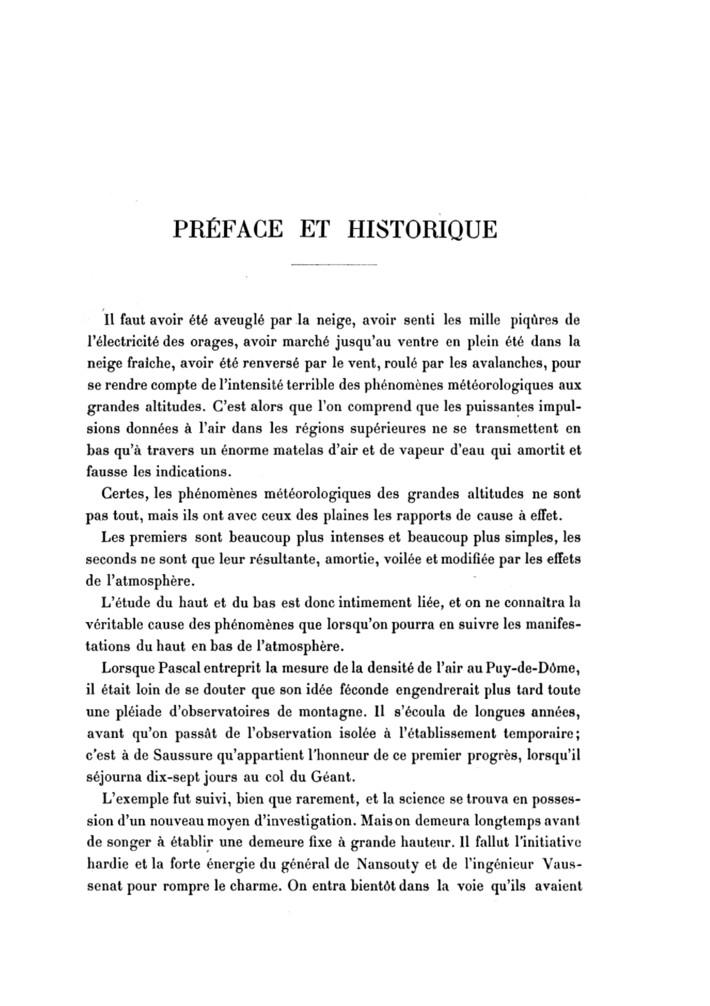 PRÉFACE ET HISTORIQUE
Il faut avoir été aveuglé par la neige, avoir senti les mille piqûres de
l'électricité des orages, avoir marché jusqu'au ventre en plein été dans la
neige fraîche, avoir été renversé par le vent, roulé par les avalanches, pour
se rendre compte de l'intensité terrible des phénomènes météorologiques aux
grandes altitudes. C'est alors que l'on comprend que les puissantes impul-
sions données à l'air dans les régions supérieures ne se transmettent en
bas qu'à travers un énorme matelas d'air et de vapeur d'eau qui amortit et
fausse les indications.
Certes, les phénomènes météorologiques des grandes altitudes ne sont
pas tout, mais ils ont avec ceux des plaines les rapports de cause à effet.
Les premiers sont beaucoup plus intenses et beaucoup plus simples, les
seconds ne sont que leur résultante, amortie, voilée et modifiée par les effets
de l'atmosphère.
L'étude du haut et du bas est donc intimement liée, et on ne connaîtra la
véritable cause des phénomènes que lorsqu'on pourra en suivre les manifes-
tations du haut en bas de l'atmosphère.
Lorsque Pascal entreprit la mesure de la densité de l'air au Puy-de-Dôme,
il était loin de se douter que son idée féconde engendrerait plus tard toute
une pléiade d'observatoires de montagne. Il s'écoula de longues années,
avant qu'on passât de l'observation isolée à l'établissement temporaire;
c'est à de Saussure qu'appartient l'honneur de ce premier progrès, lorsqu'il
séjourna dix-sept jours au col du Géant.
L'exemple fut suivi, bien que rarement, et la science se trouva en posses-
sion d'un nouveau moyen d'investigation. Mais on demeura longtemps avant
de songer à établir une demeure fixe à grande hauteur. Il fallut l'initiative
hardie et la forte énergie du général de Nansouty et de l'ingénieur Vaus-
senat pour rompre le charme. On entra bientôt dans la voie qu'ils avaient